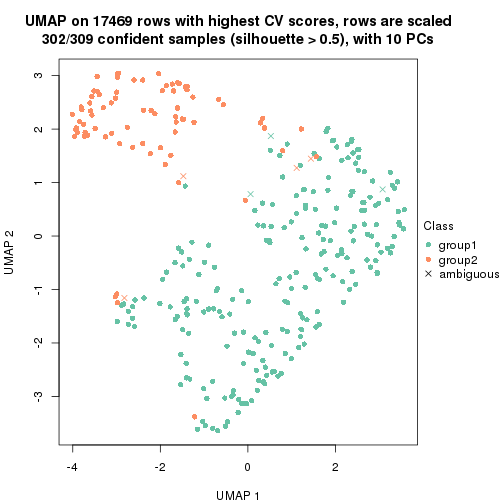 UMAP on 17469 rows with highest CV scores, rows are scaled
302/309 confident samples (silhouette > 0.5), with 10 PCs
3
2
1
0
-1
-2
-3
UMAP 2
-4
-2
0
2
UMAP 1
Class
group1
group2
ambiguous